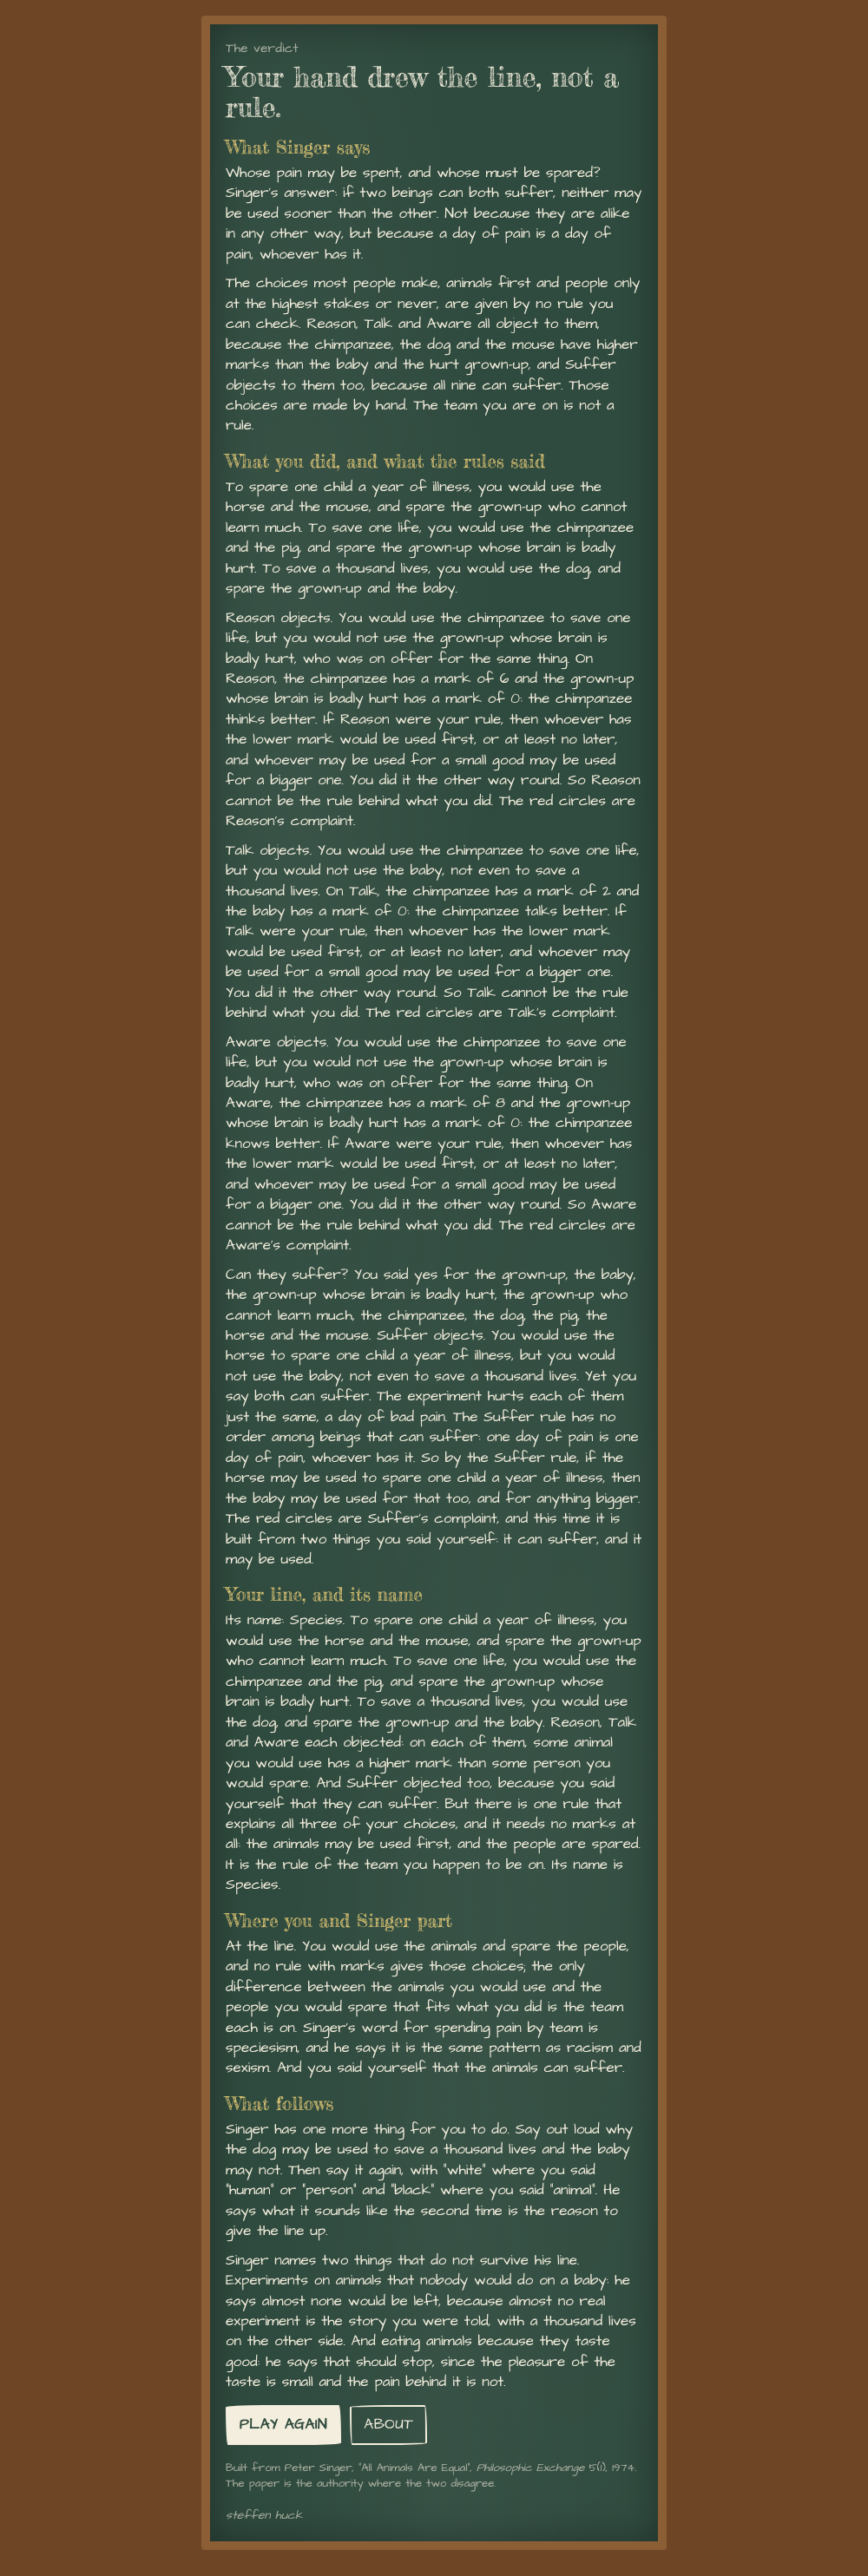 The verdict
Your hand drew the line, not a
rule.
What Singer says
Whose pain may be spent, and whose must be spared?
Singer's answer: if two beings can both suffer, neither may
be used sooner than the other. Not because they are alike
in any other way, but because a day of pain is a day of
pain, whoever has it.
The choices most people make, animals first and people only
at the highest stakes or never, are given by no rule you
can check. Reason, Talk and Aware all object to them,
because the chimpanzee, the dog and the mouse have higher
marks than the baby and the hurt grown-up, and Suffer
objects to them too, because all nine can suffer. Those
choices are made by hand. The team you are on is not a
rule.
What you did, and what the rules said
To spare one child a year of illness, you would use the
horse and the mouse, and spare the grown-up who cannot
learn much. To save one life, you would use the chimpanzee
and the pig, and spare the grown-up whose brain is badly
hurt. To save a thousand lives, you would use the dog, and
spare the grown-up and the baby.
Reason objects. You would use the chimpanzee to save one
life, but you would not use the grown-up whose brain is
badly hurt, who was on offer for the same thing. On
Reason, the chimpanzee has a mark of 6 and the grown-up
whose brain is badly hurt has a mark of 0: the chimpanzee
thinks better. If Reason were your rule, then whoever has
the lower mark would be used first, or at least no later,
and whoever may be used for a small good may be used
for a bigger one. You did it the other way round. So Reason
cannot be the rule behind what you did. The red circles are
Reason's complaint.
Talk objects. You would use the chimpanzee to save one life,
but you would not use the baby, not even to save a
thousand lives. On Talk, the chimpanzee has a mark of 2 and
the baby has a mark of 0: the chimpanzee talks better. If
Talk were your rule, then whoever has the lower mark
would be used first, or at least no later, and whoever may
be used for a small good may be used for a bigger one.
You did it the other way round. So Talk cannot be the rule
behind what you did. The red circles are Talk's complaint.
Aware objects. You would use the chimpanzee to save one
life, but you would not use the grown-up whose brain is
badly hurt, who was on offer for the same thing. On
Aware, the chimpanzee has a mark of 8 and the grown-up
whose brain is badly hurt has a mark of 0: the chimpanzee
knows better. If Aware were your rule, then whoever has
the lower mark would be used first, or at least no later,
and whoever may be used for a small good may be used
for a bigger one. You did it the other way round. So Aware
cannot be the rule behind what you did. The red circles are
Aware's complaint.
Can they suffer? You said yes for the grown-up, the baby,
the grown-up whose brain is badly hurt, the grown-up who
cannot learn much, the chimpanzee, the dog, the pig, the
horse and the mouse. Suffer objects. You would use the
horse to spare one child a year of illness, but you would
not use the baby, not even to save a thousand lives. Yet you
say both can suffer. The experiment hurts each of them
just the same, a day of bad pain. The Suffer rule has no
order among beings that can suffer: one day of pain is one
day of pain, whoever has it. So by the Suffer rule, if the
horse may be used to spare one child a year of illness, then
the baby may be used for that too, and for anything bigger.
The red circles are Suffer's complaint, and this time it is
built from two things you said yourself: it can suffer, and it
may be used.
Your line, and its name
Its name: Species. To spare one child a year of illness, you
would use the horse and the mouse, and spare the grown-up
who cannot learn much. To save one life, you would use the
chimpanzee and the pig, and spare the grown-up whose
brain is badly hurt. To save a thousand lives, you would use
the dog, and spare the grown-up and the baby. Reason, Talk
and Aware each objected: on each of them, some animal
you would use has a higher mark than some person you
would spare. And Suffer objected too, because you said
yourself that they can suffer. But there is one rule that
explains all three of your choices, and it needs no marks at
all: the animals may be used first, and the people are spared.
It is the rule of the team you happen to be on. Its name is
Species.
Where you and Singer part
At the line. You would use the animals and spare the people,
and no rule with marks gives those choices; the only
difference between the animals you would use and the
people you would spare that fits what you did is the team
each is on. Singer's word for spending pain by team is
speciesism, and he says it is the same pattern as racism and
sexism. And you said yourself that the animals can suffer.
What follows
Singer has one more thing for you to do. Say out loud why
the dog may be used to save a thousand lives and the baby
may not. Then say it again, with "white" where you said
"human" or "person" and "black" where you said "animal". He
says what it sounds like the second time is the reason to
give the line up.
Singer names two things that do not survive his line.
Experiments on animals that nobody would do on a baby: he
says almost none would be left, because almost no real
experiment is the story you were told, with a thousand lives
on the other side. And eating animals because they taste
good: he says that should stop, since the pleasure of the
taste is small and the pain behind it is not.
PLAY AGAIN ABOUT
Built from Peter Singer, "All Animals Are Equal", Philosophic Exchange 5(1), 1974.
The paper is the authority where the two disagree.
steffen huck